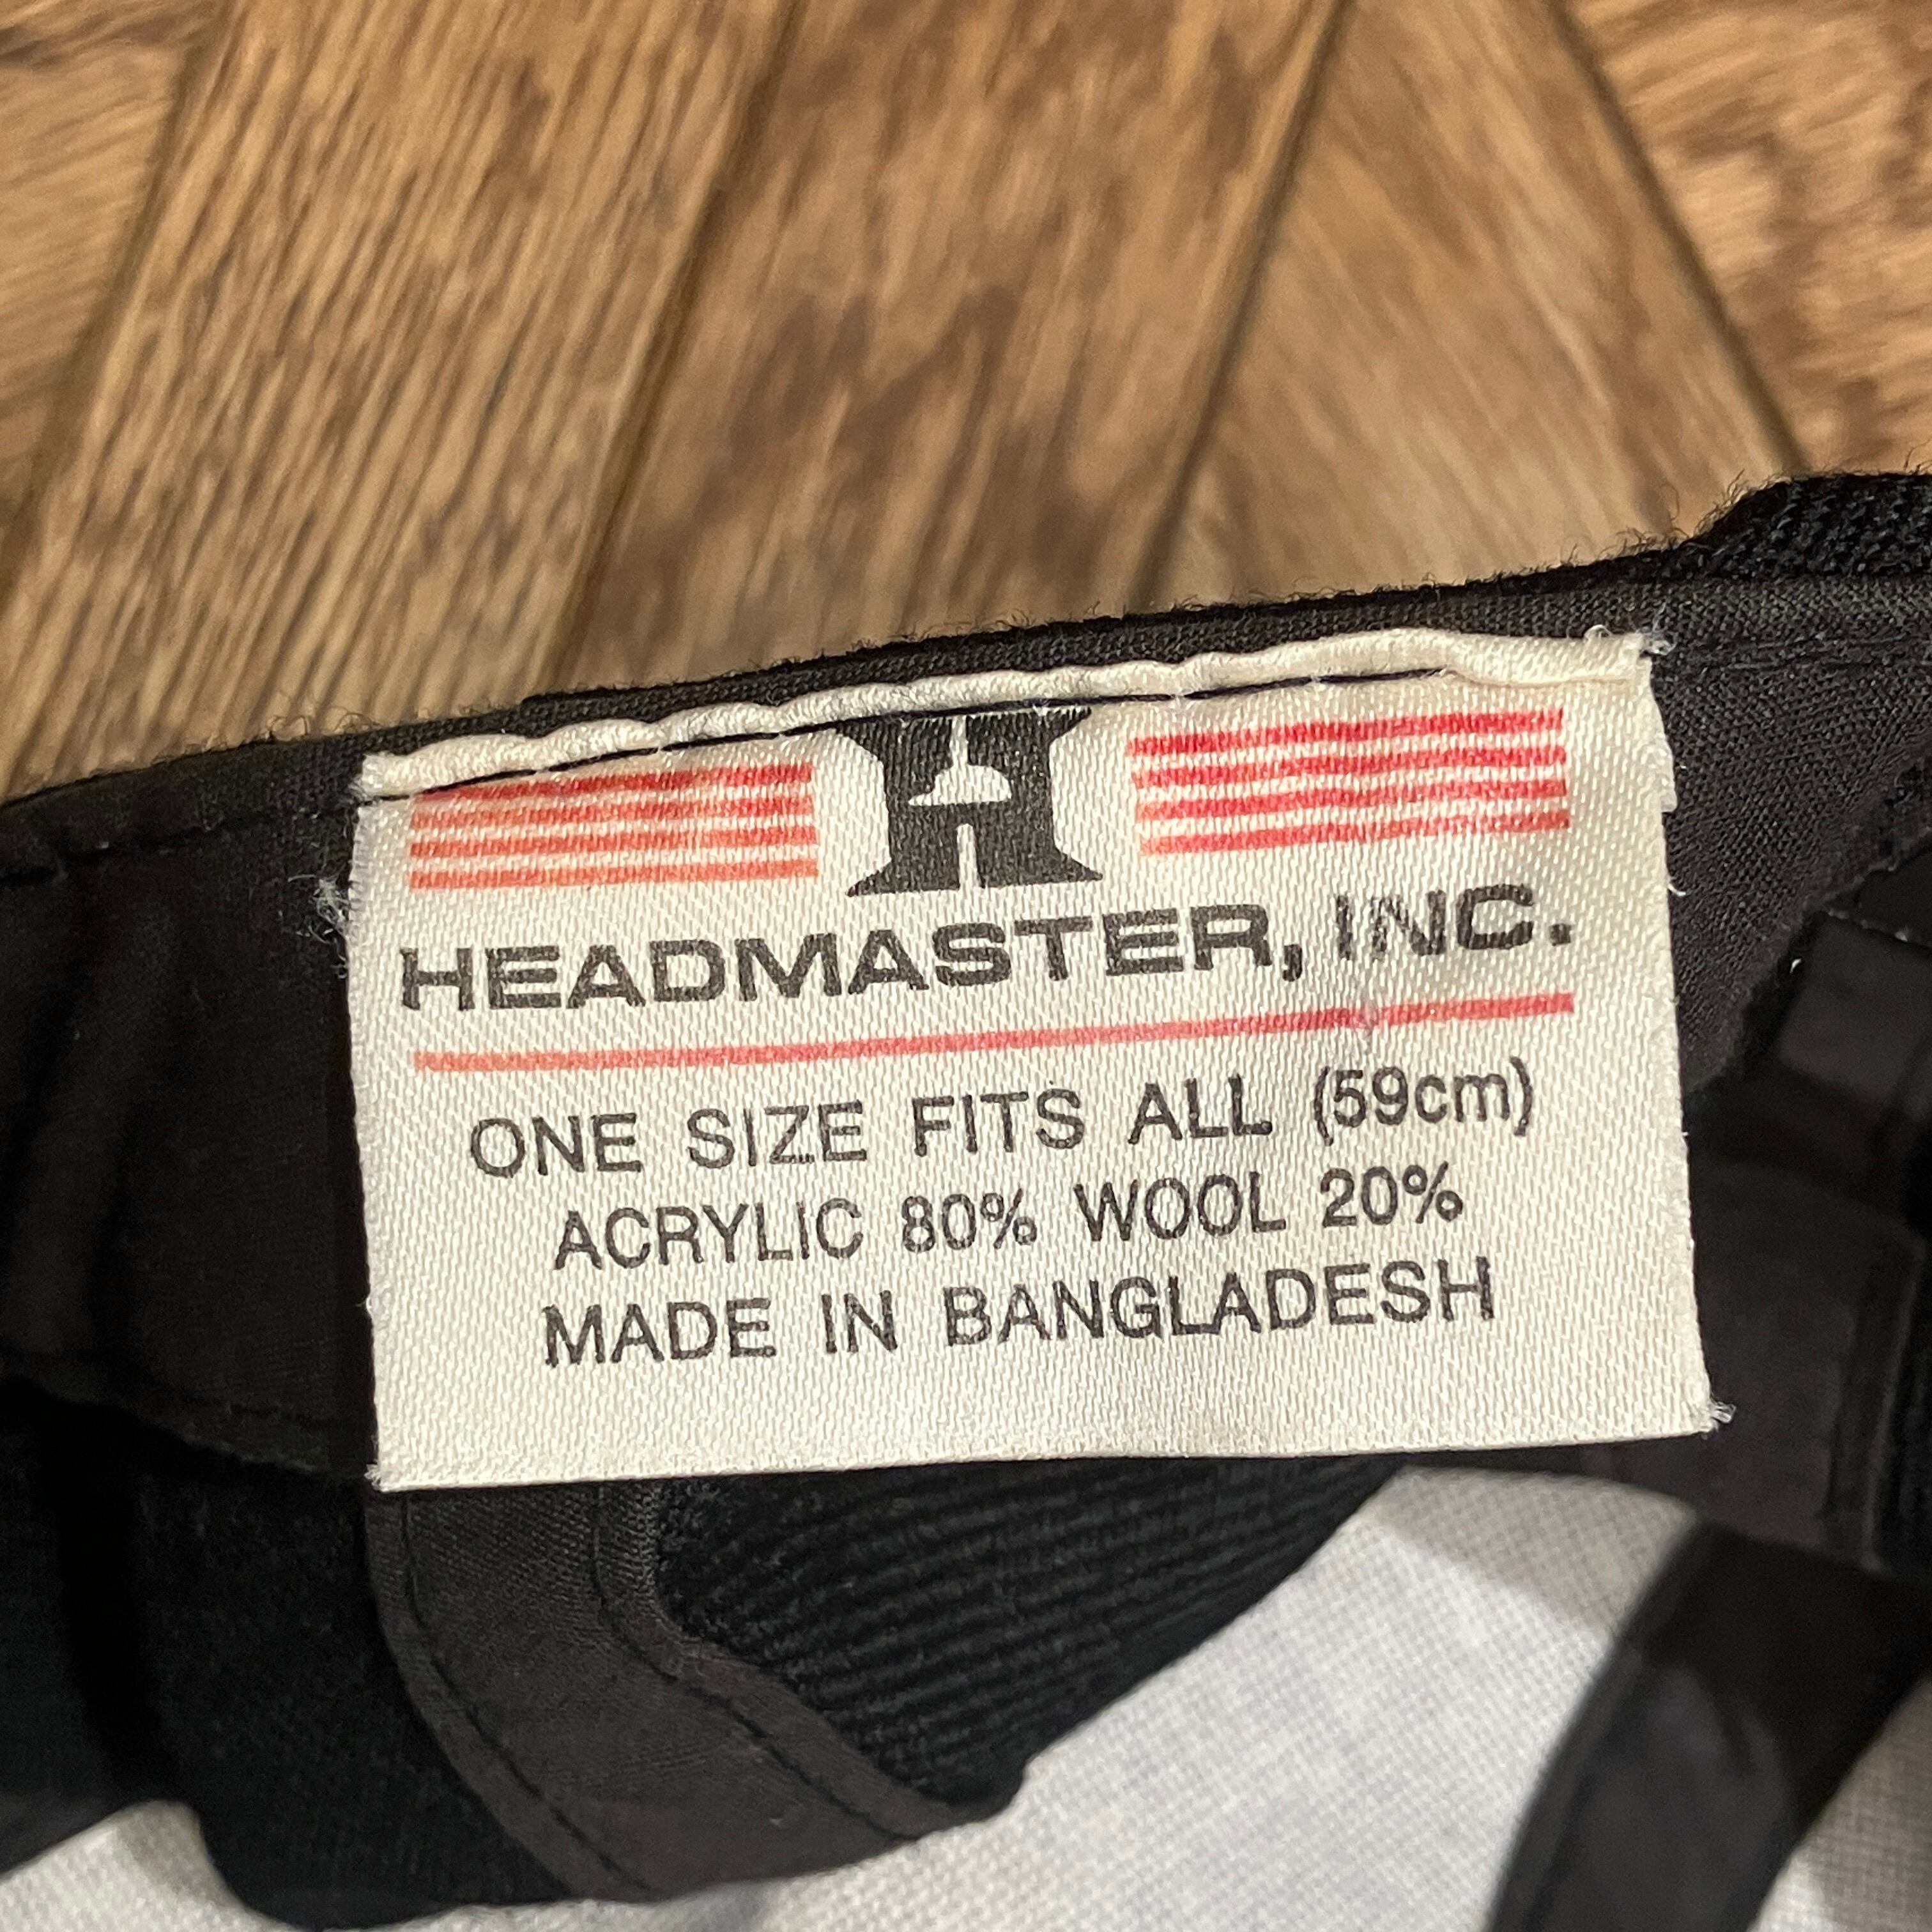 H
HEADMASTER, INC.
ONE SIZE FITS ALL (59cm)
ACRYLIC 80% WOOL 20%
MADE IN BANGLADESH